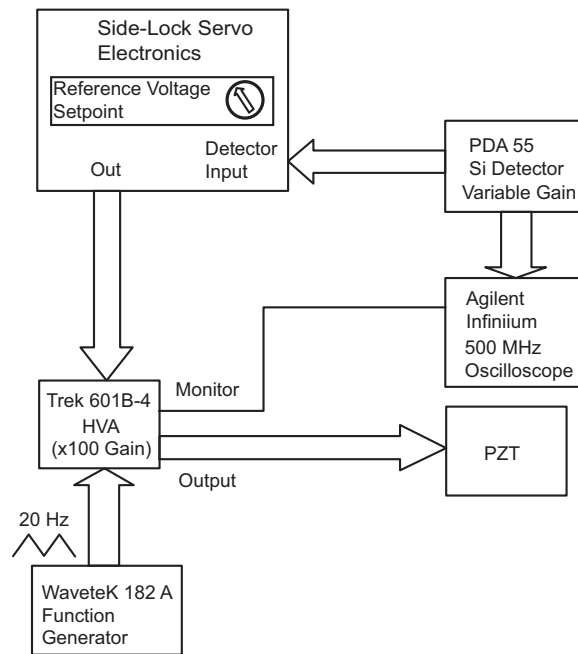 Side-Lock Servo
Electronics
Reference Voltage
Setpoint
Detector
Input
Out
PDA 55
Si Detector
Variable Gain
Agilent
Infiniium
500 MHz
Oscilloscope
Monitor
Trek 601B-4
HVA
(x100 Gain)
Output
PZT
20 Hz
WaveteK 182 A
Function
Generator